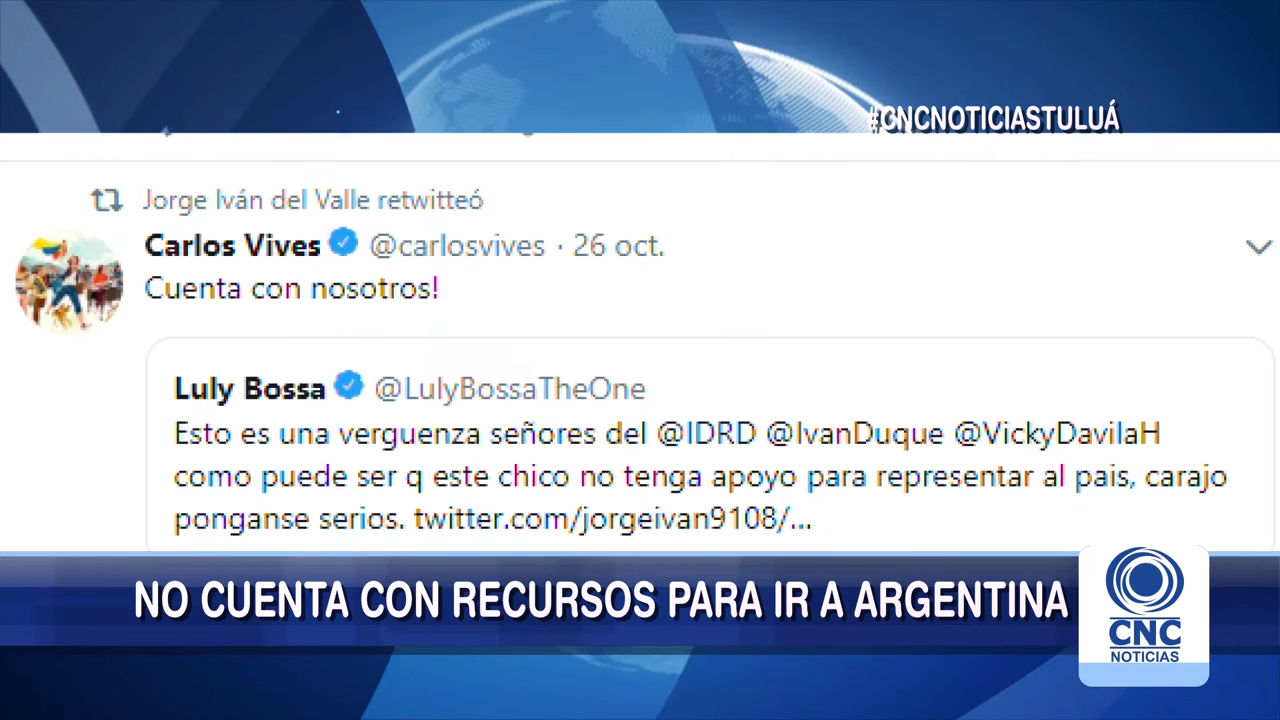 #CNCNOTICIASTULUÁ
Jorge Iván del Valle retwitteó
Carlos Vives @carlosvives · 26 oct.
Cuenta con nosotros!
Luly Bossa @LulyBossaTheOne
Esto es una verguenza señores del @IDRD @IvanDuque @VickyDavilaH
como puede ser q este chico no tenga apoyo para representar al pais, carajo
ponganse serios. twitter.com/jorgeivan9108/...
NO CUENTA CON RECURSOS PARA IR A ARGENTINA
CNC
NOTICIAS